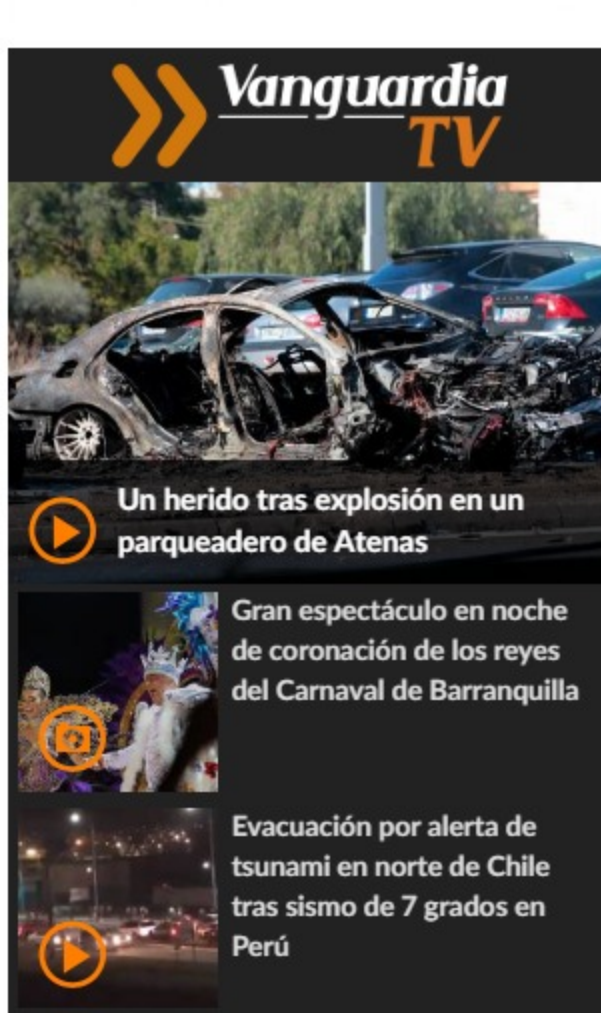 Vanguardia
TV
Un herido tras explosión en un
parqueadero de Atenas
Gran espectáculo en noche
de coronación de los reyes
del Carnaval de Barranquilla
Evacuación por alerta de
tsunami en norte de Chile
tras sismo de 7 grados en
Perú